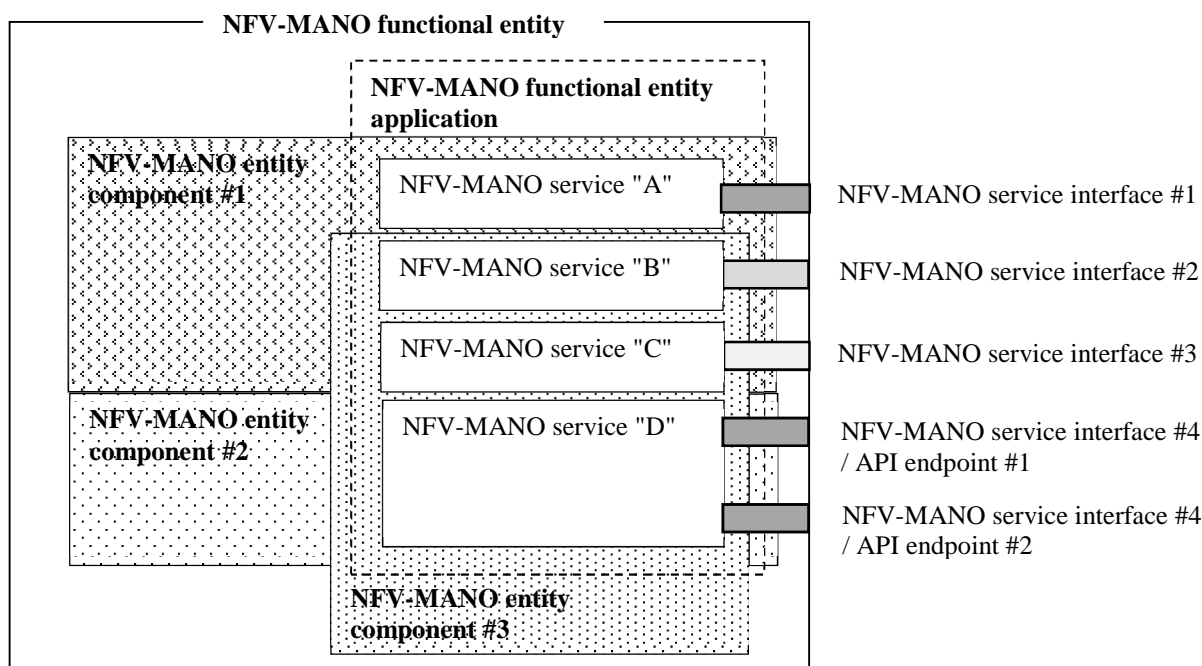 NFV-MANO functional entity
NFV-MANO functional entity
application
NFV-MANO entity
component #1
NFV-MANO service "A"
NFV-MANO service interface #1
NFV-MANO service "B"
NFV-MANO service interface #2
NFV-MANO service "C"
NFV-MANO service interface #3
NFV-MANO entity
component #2
NFV-MANO service "D"
NFV-MANO service interface #4
/ API endpoint #1
NFV-MANO service interface #4
/ API endpoint #2
NFV-MANO entity
component #3